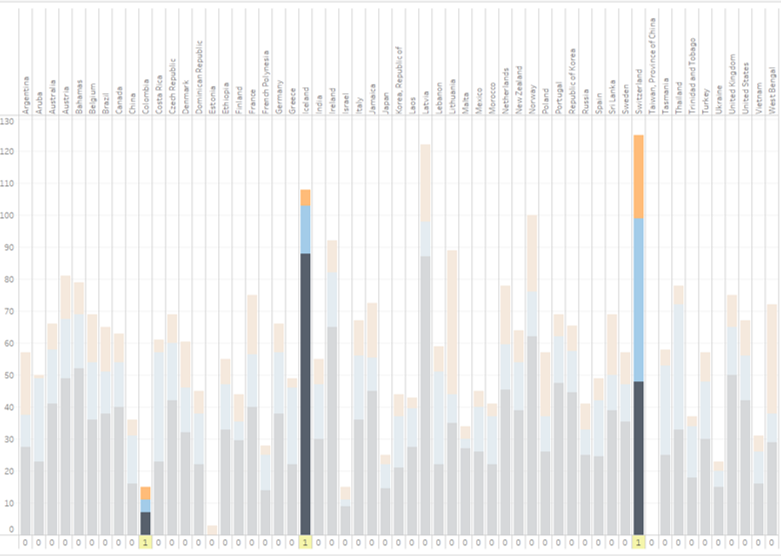 Argentina
Aruba
Australia
Austria
Bahamas
Belgium
Brazil
Canada
China
Colombia
Costa Rica
Czech Republic
Denmark
Dominican Republic
Estonia
Ethiopia
Finland
France
French Polynesia
Germany
Greece
Iceland
India
Ireland
Israel
Italy
Jamaica
Japan
Korea, Republic of
Laos
Latvia
Lebanon
Lithuania
Malta
Mexico
Morocco
Netherlands
New Zealand
Norway
Poland
Portugal
Republic of Korea
Russia
Spain
Sri Lanka
Sweden
Switzerland
Taiwan, Province of China
Tasmania
Thailand
Trinidad and Tobago
Turkey
Ukraine
United Kingdom
United States
Vietnam
West Bengal
130
120
110
100
90
80
70
60
50
40
30
20
10
0
0 0 0 0 0 0 0 0 0 1 0 0 0 0 0 0 0 0 0 0 0 1 0 0 0 0 0 0 0 0 0 0 0 0 0 0 0 0 0 0 0 0 0 0 0 0 1 0 0 0 0 0 0 0 0 0 0